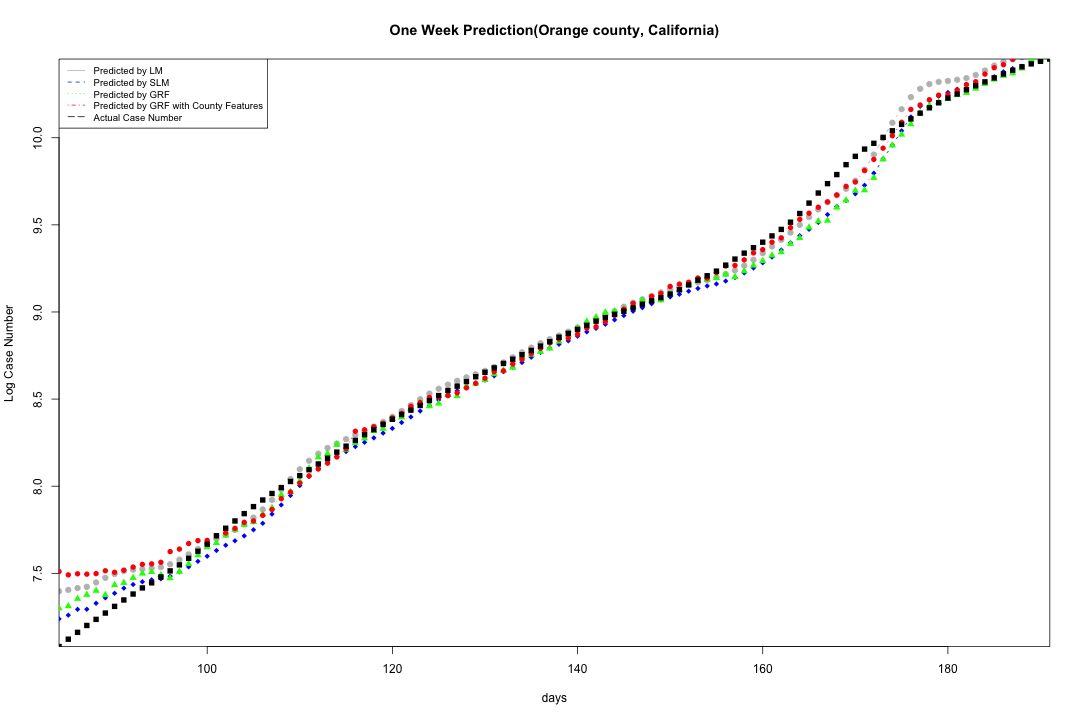 One Week Prediction(Orange county, California)
Predicted by LM
Predicted by SLM
Predicted by GRF
Predicted by GRF with County Features
Actual Case Number
Log Case Number
10.0
9.5
9.0
8.5
8.0
7.5
100 120 140 160 180
days